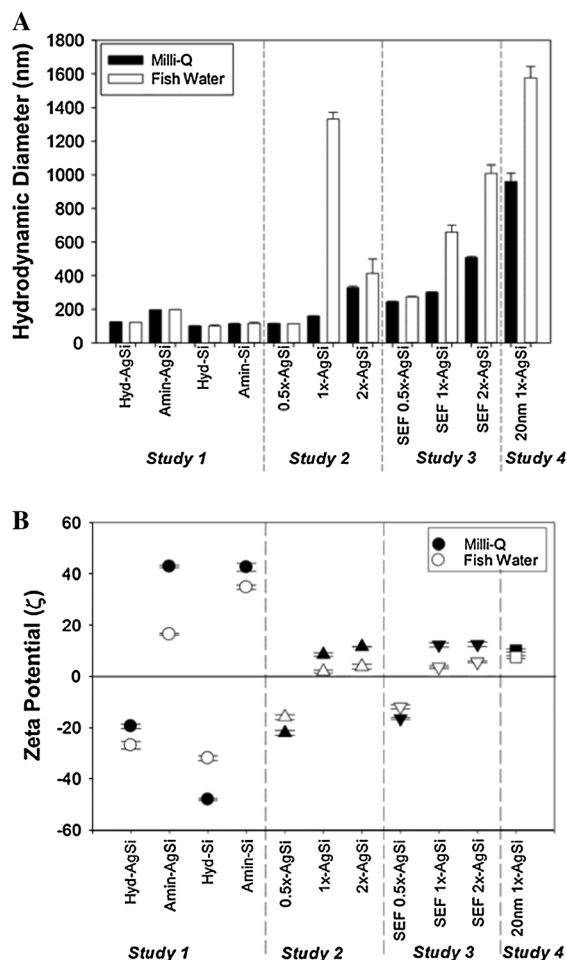 A
Hydrodynamic Diameter (nm)
1800
1600
1400
1200
1000
800
600
400
200
0
Milli-Q
Fish Water
Hyd-AgSi
Amin-AgSi
Hyd-Si
Amin-Si
0.5x-AgSi
1x-AgSi
2x-AgSi
SEF 0.5x-AgSi
SEF 1x-AgSi
SEF 2x-AgSi
20nm 1x-AgSi
Study 1
Study 2
Study 3
Study 4
B
Zeta Potential (ζ)
60
40
20
0
-20
-40
-60
Milli-Q
Fish Water
Hyd-AgSi
Amin-AgSi
Hyd-Si
Amin-Si
0.5x-AgSi
1x-AgSi
2x-AgSi
SEF 0.5x-AgSi
SEF 1x-AgSi
SEF 2x-AgSi
20nm 1x-AgSi
Study 1
Study 2
Study 3
Study 4